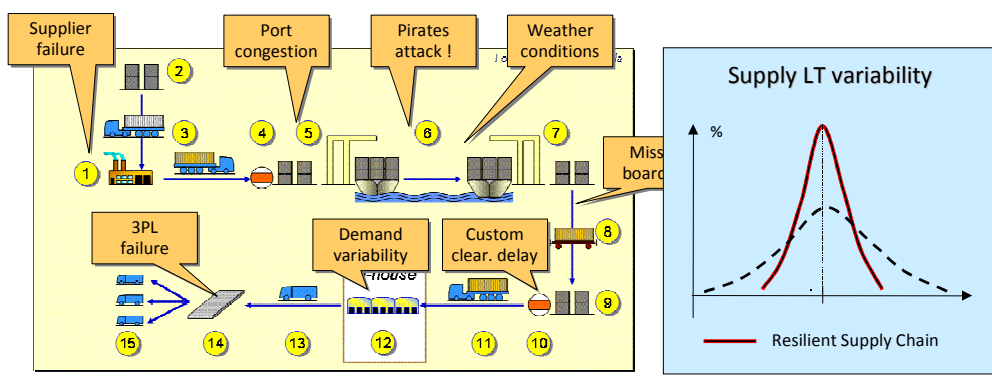 Supplier
failure
Port
congestion
Pirates
attack !
Weather
conditions
2
3
4
5
6
7
1
Miss
board
8
3PL
failure
Demand
variability
Custom
clear. delay
-house
9
15
14
13
12
11
10
Supply LT variability
%
Resilient Supply Chain